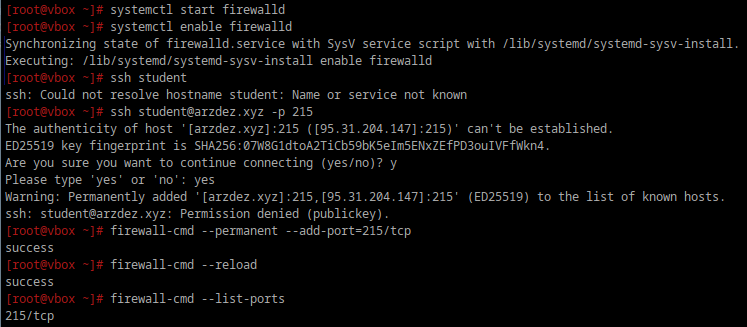 [root@vbox ~]# systemctl start firewalld
[root@vbox ~]# systemctl enable firewalld
Synchronizing state of firewalld.service with SysV service script with /lib/systemd/systemd-sysv-install.
Executing: /lib/systemd/systemd-sysv-install enable firewalld
[root@vbox ~]# ssh student
ssh: Could not resolve hostname student: Name or service not known
[root@vbox ~]# ssh student@arzdez.xyz -p 215
The authenticity of host '[arzdez.xyz]:215 ([95.31.204.147]:215)' can't be established.
ED25519 key fingerprint is SHA256:07W8G1dtoA2TiCb59bK5eIm5ENxZEfPD3ouIVFfWkn4.
Are you sure you want to continue connecting (yes/no)? y
Please type 'yes' or 'no': yes
Warning: Permanently added '[arzdez.xyz]:215,[95.31.204.147]:215' (ED25519) to the list of known hosts.
ssh: student@arzdez.xyz: Permission denied (publickey).
[root@vbox ~]# firewall-cmd --permanent --add-port=215/tcp
success
[root@vbox ~]# firewall-cmd --reload
success
[root@vbox ~]# firewall-cmd --list-ports
215/tcp